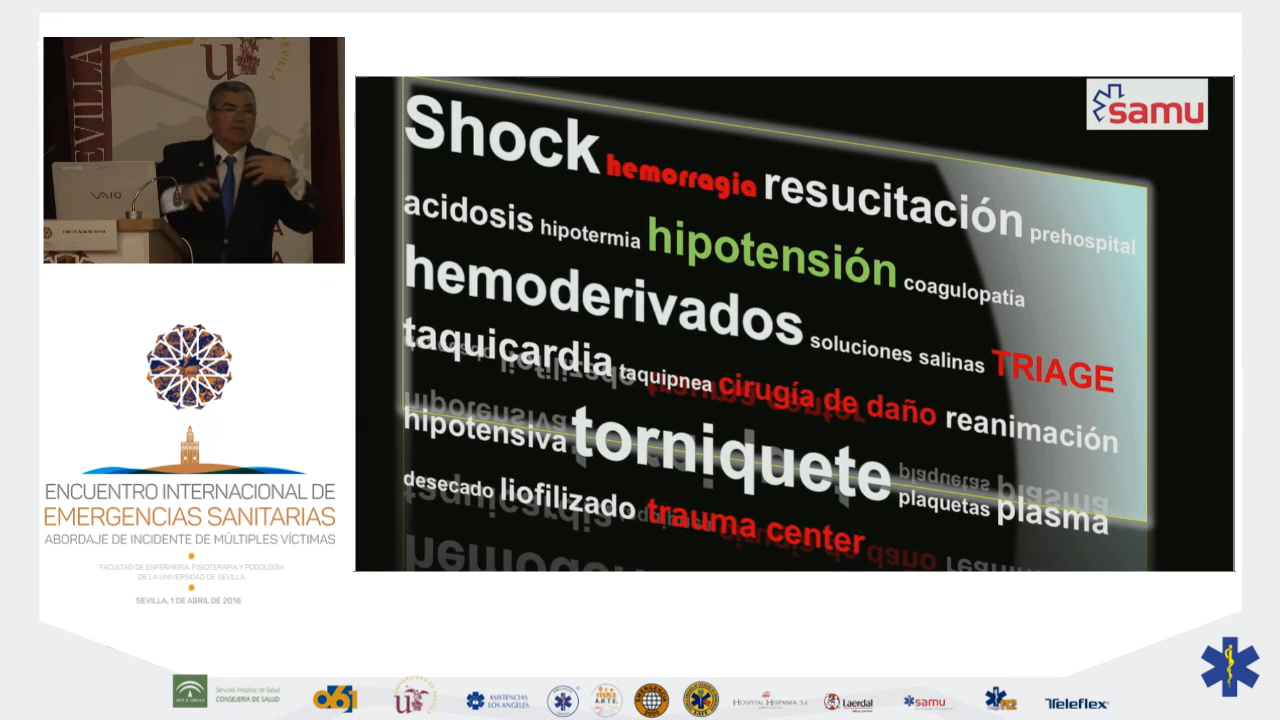 SEVILLA
VAIO
samu
Shock hemorragia resucitación prehospital
acidosis hipotermia hipotensión coagulopatía
hemoderivados soluciones salinas TRIAGE
taquicardia taquipnea cirugía de daño reanimación
hipotensiva torniquete plaquetas plasma
desecado liofilizado trauma center
ENCUENTRO INTERNACIONAL DE
EMERGENCIAS SANITARIAS
ABORDAJE DE INCIDENTE DE MÚLTIPLES VÍCTIMAS
FACULTAD DE ENFERMERÍA, FISIOTERAPIA Y PODOLOGÍA
DE LA UNIVERSIDAD DE SEVILLA
SEVILLA, 1 DE ABRIL DE 2016
Servicio Andaluz de Salud
CONSEJERÍA DE SALUD
061
ASISTENCIAS
LOS ANGELES
HOSPITAL HISPANIA, S.L.
Laerdal
samu
Teleflex